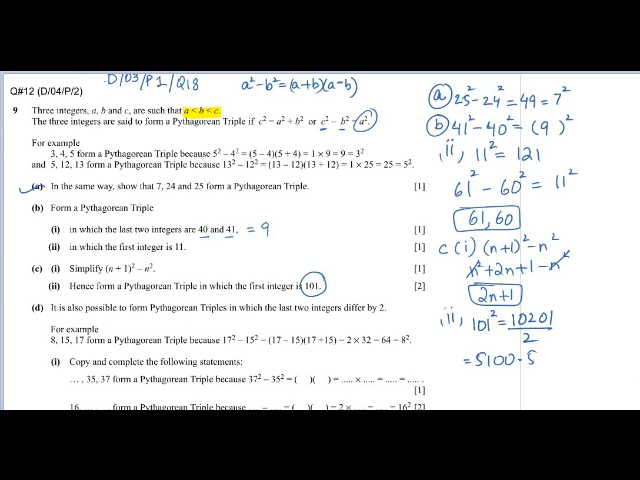 D/03/P1/Q18
a² - b² = (a+b)(a-b)
Q#12 (D/04/P/2)
9 Three integers, a, b and c, are such that a < b < c.
The three integers are said to form a Pythagorean Triple if c² = a² + b² or c² – b² = a².
For example
3, 4, 5 form a Pythagorean Triple because 5² – 4² = (5 – 4)(5 + 4) = 1 × 9 = 9 = 3²
and 5, 12, 13 form a Pythagorean Triple because 13² – 12² = (13 – 12)(13 + 12) = 1 × 25 = 25 = 5².
(a) In the same way, show that 7, 24 and 25 form a Pythagorean Triple. [1]
(b) Form a Pythagorean Triple
(i) in which the last two integers are 40 and 41, = 9 [1]
(ii) in which the first integer is 11. [1]
(c) (i) Simplify (n + 1)² – n². [1]
(ii) Hence form a Pythagorean Triple in which the first integer is 101. [2]
(d) It is also possible to form Pythagorean Triples in which the last two integers differ by 2.
For example
8, 15, 17 form a Pythagorean Triple because 17² – 15² = (17 – 15)(17 + 15) = 2 × 32 = 64 = 8².
(i) Copy and complete the following statements:
... , 35, 37 form a Pythagorean Triple because 37² – 35² = ( )( ) = ..... × ..... = ..... = ..... .
[1]
16, ..... , ..... form a Pythagorean Triple because ..... – ..... = ( )( ) = 2 × ..... = ..... = 16². [2]
(a) 25² - 24² = 49 = 7²
(b) 41² - 40² = (9)²
,ii, 11² = 121
61² - 60² = 11²
61, 60
c (i) (n+1)² - n²
n² + 2n + 1 - n²
2n+1
,ii, 101² = 10201
2
= 5100.5